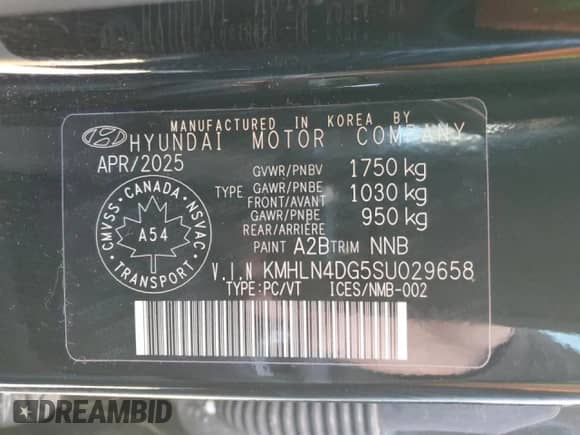 MANUFACTURED IN KOREA BY
HYUNDAI MOTOR COMPANY
APR/2025
GVWR/PNBV 1750 kg
TYPE GAWR/PNBE FRONT/AVANT 1030 kg
GAWR/PNBE REAR/ARRIÈRE 950 kg
PAINT A2B TRIM NNB
V.I.N KMHLN4DG5SU029658
TYPE:PC/VT ICES/NMB-002
CMVSS · CANADA · NSVAC
A54
TRANSPORT
DREAMBID